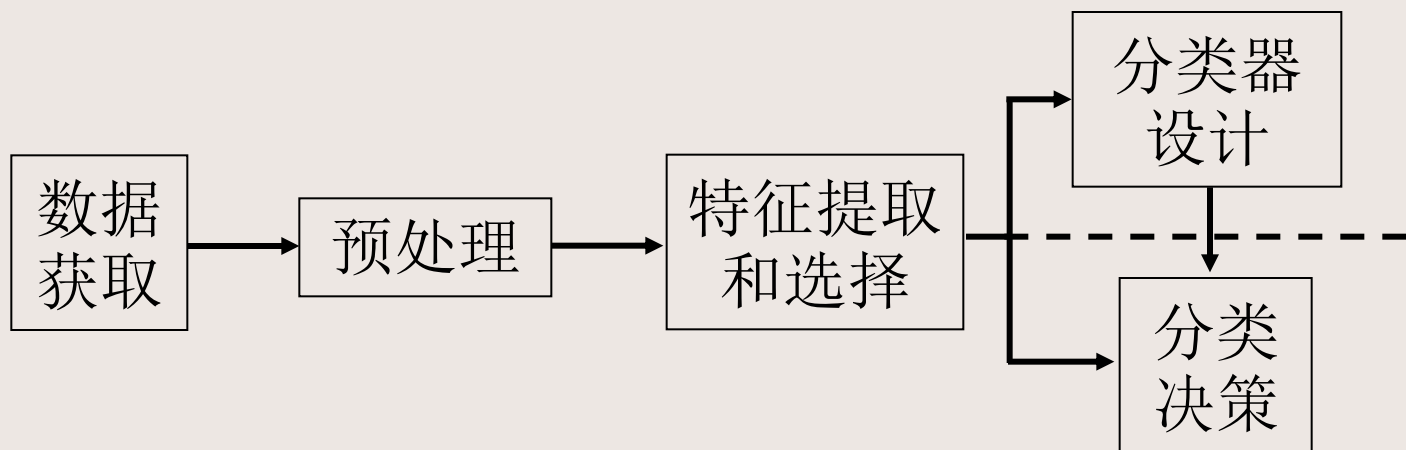 数据
获取
预处理
特征提取
和选择
分类器
设计
分类
决策